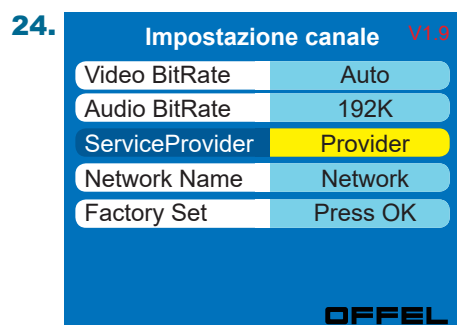 24.
Impostazione canale V1.9
Video BitRate Auto
Audio BitRate 192K
ServiceProvider Provider
Network Name Network
Factory Set Press OK
OFFEL